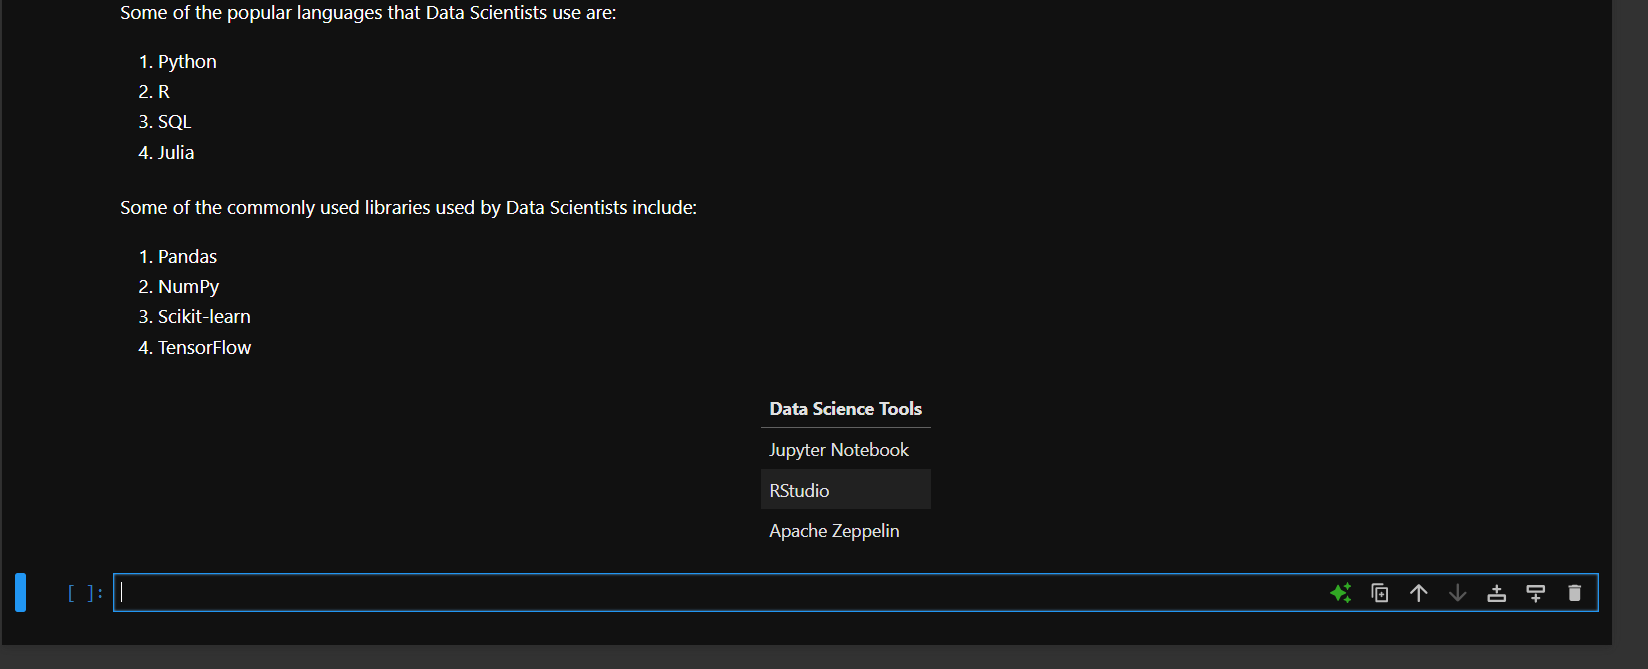 Some of the popular languages that Data Scientists use are:
1. Python
2. R
3. SQL
4. Julia
Some of the commonly used libraries used by Data Scientists include:
1. Pandas
2. NumPy
3. Scikit-learn
4. TensorFlow
Data Science Tools
Jupyter Notebook
RStudio
Apache Zeppelin
[ ]: